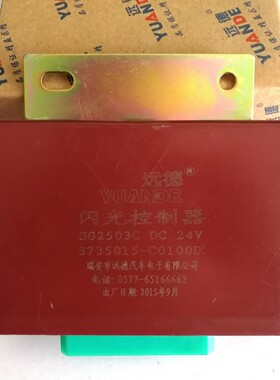 YUANDE
远德®
YUANDE
闪光控制器
SG2503C DC 24V
3735015-C0100D:
瑞安市远德汽车电子有限公司
电话:0577-65166662
出厂日期:2015年9月